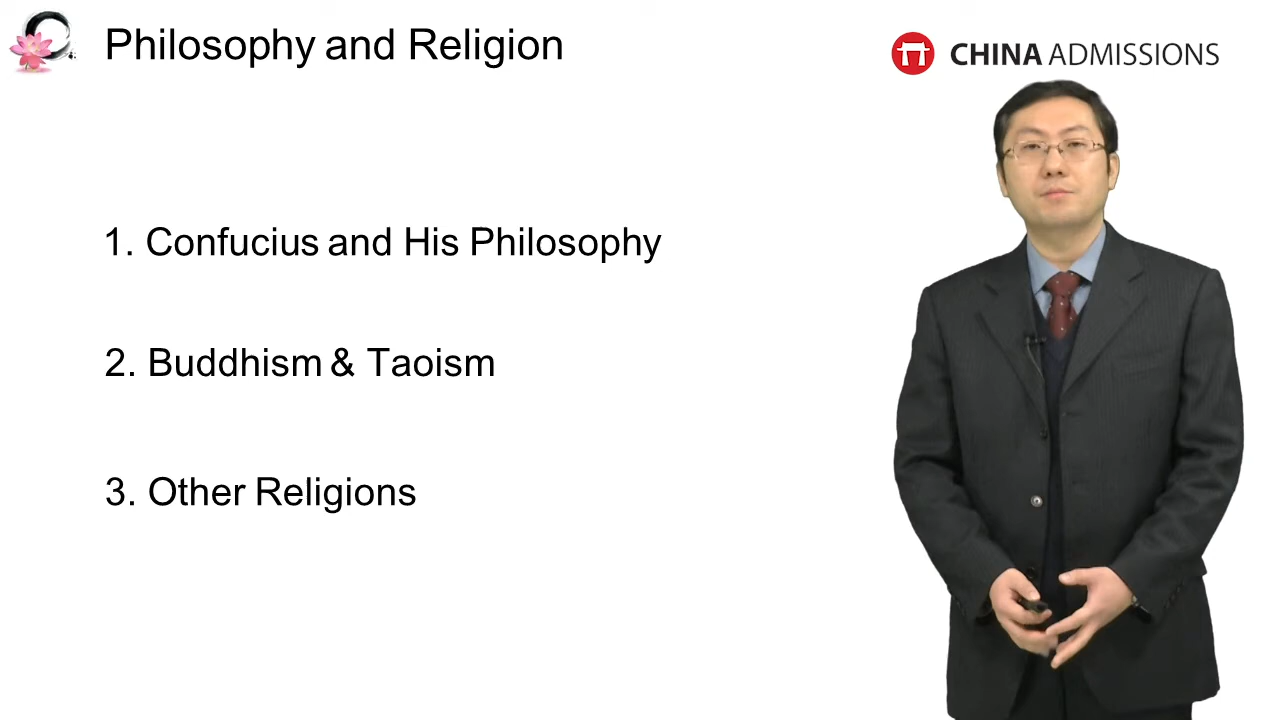 Philosophy and Religion
CHINA ADMISSIONS
1. Confucius and His Philosophy
2. Buddhism & Taoism
3. Other Religions